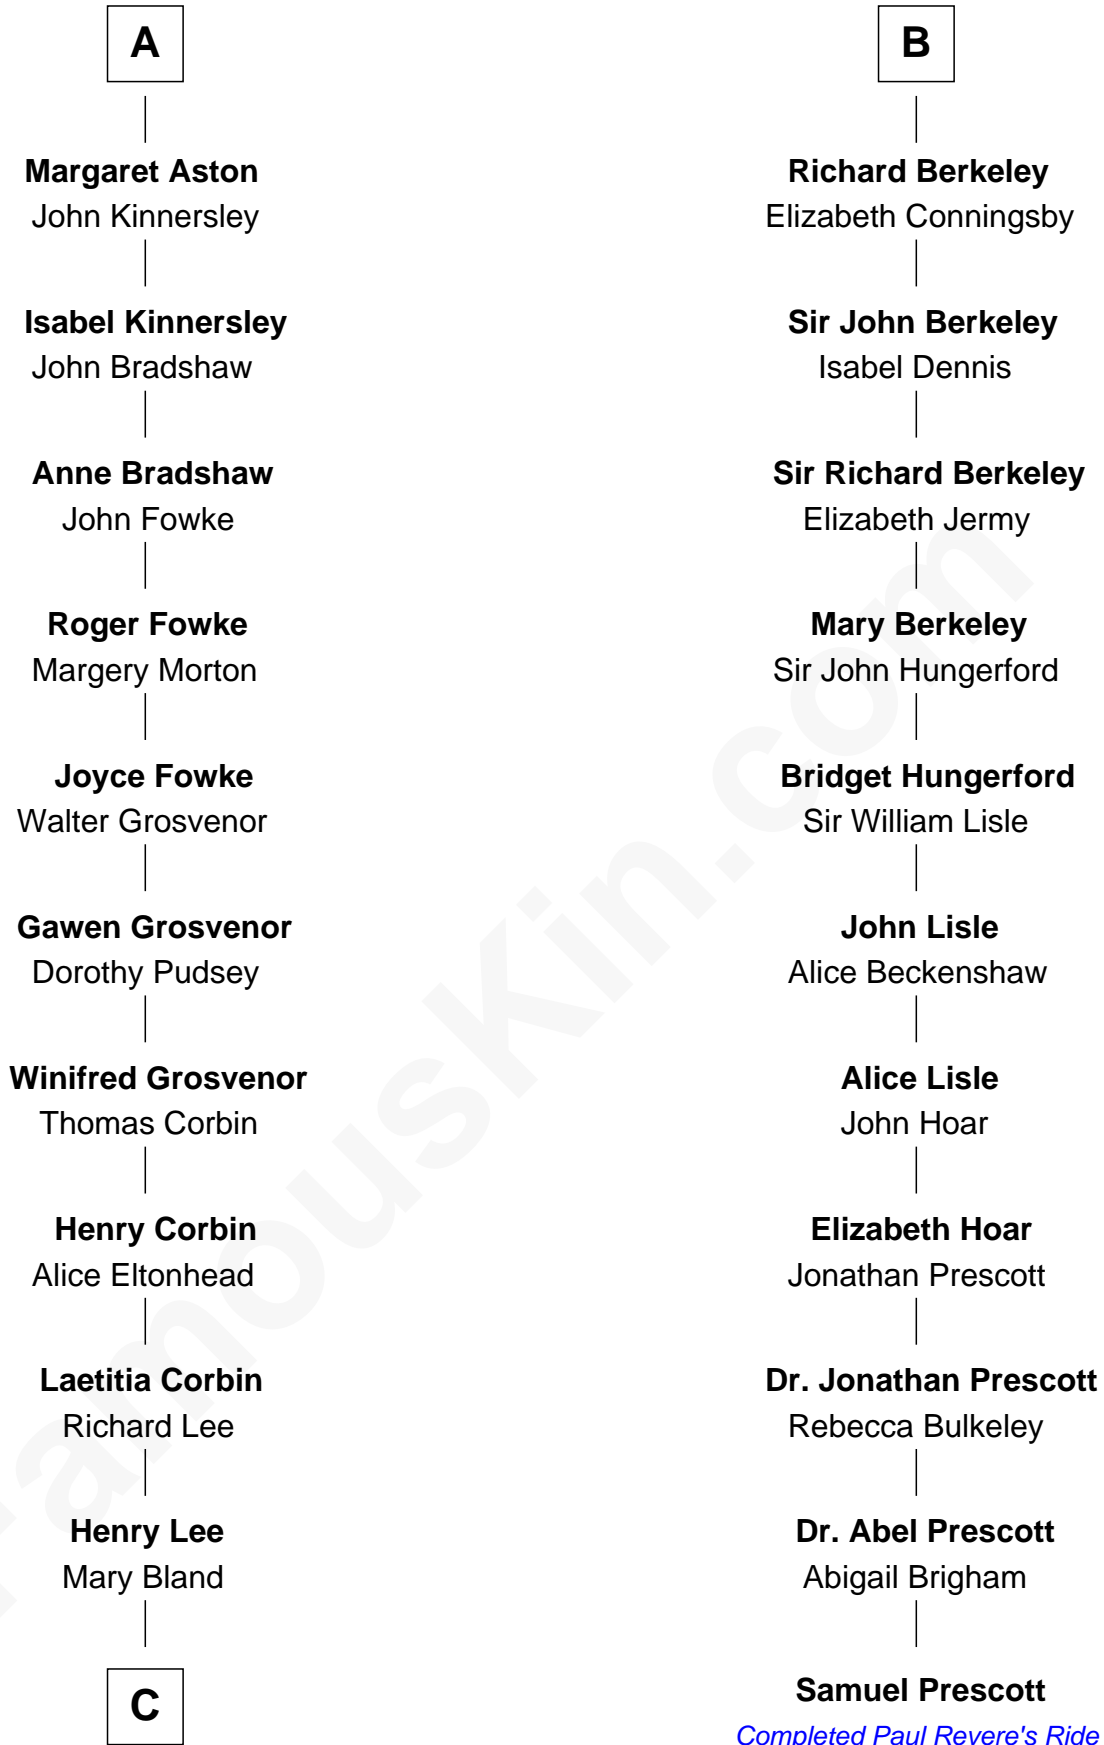 A
Margaret Aston
John Kinnersley
Isabel Kinnersley
John Bradshaw
Anne Bradshaw
John Fowke
Roger Fowke
Margery Morton
Joyce Fowke
Walter Grosvenor
Gawen Grosvenor
Dorothy Pudsey
Winifred Grosvenor
Thomas Corbin
Henry Corbin
Alice Eltonhead
Laetitia Corbin
Richard Lee
Henry Lee
Mary Bland
C
B
Richard Berkeley
Elizabeth Conningsby
Sir John Berkeley
Isabel Dennis
Sir Richard Berkeley
Elizabeth Jermy
Mary Berkeley
Sir John Hungerford
Bridget Hungerford
Sir William Lisle
John Lisle
Alice Beckenshaw
Alice Lisle
John Hoar
Elizabeth Hoar
Jonathan Prescott
Dr. Jonathan Prescott
Rebecca Bulkeley
Dr. Abel Prescott
Abigail Brigham
Samuel Prescott
Completed Paul Revere's Ride
FamousKin.com